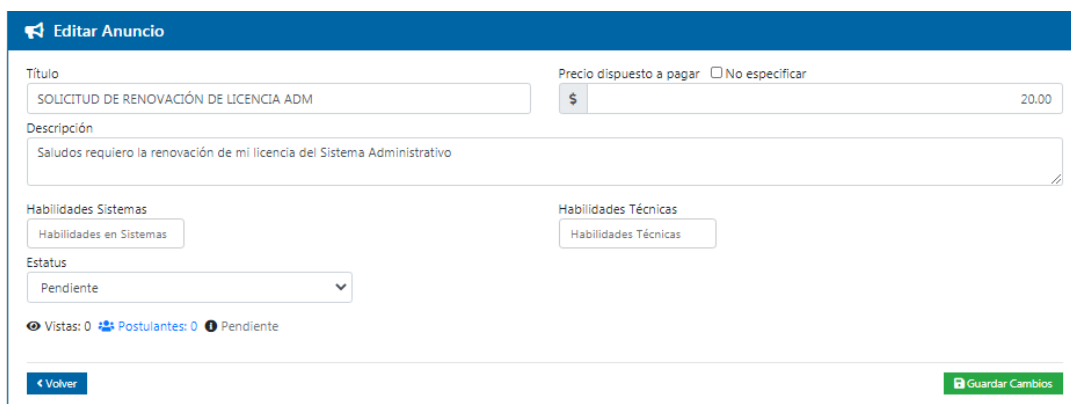 Editar Anuncio
Título
SOLICITUD DE RENOVACIÓN DE LICENCIA ADM
Precio dispuesto a pagar No especificar
$ 20.00
Descripción
Saludos requiero la renovación de mi licencia del Sistema Administrativo
Habilidades Sistemas
Habilidades en Sistemas
Habilidades Técnicas
Habilidades Técnicas
Estatus
Pendiente
Vistas: 0 Postulantes: 0 Pendiente
Volver
Guardar Cambios